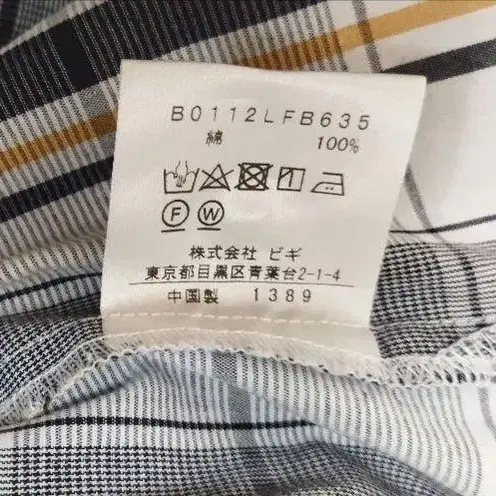 B0112LFB635
綿 100%
F W
株式会社 ビギ
東京都目黒区青葉台2-1-4
中国製 1389